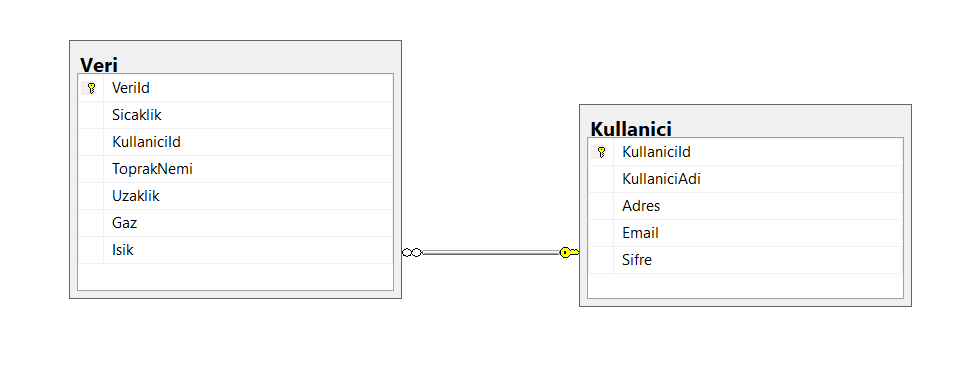 Veri
VeriId
Sicaklik
KullaniciId
ToprakNemi
Uzaklik
Gaz
Isik
Kullanici
KullaniciId
KullaniciAdi
Adres
Email
Sifre